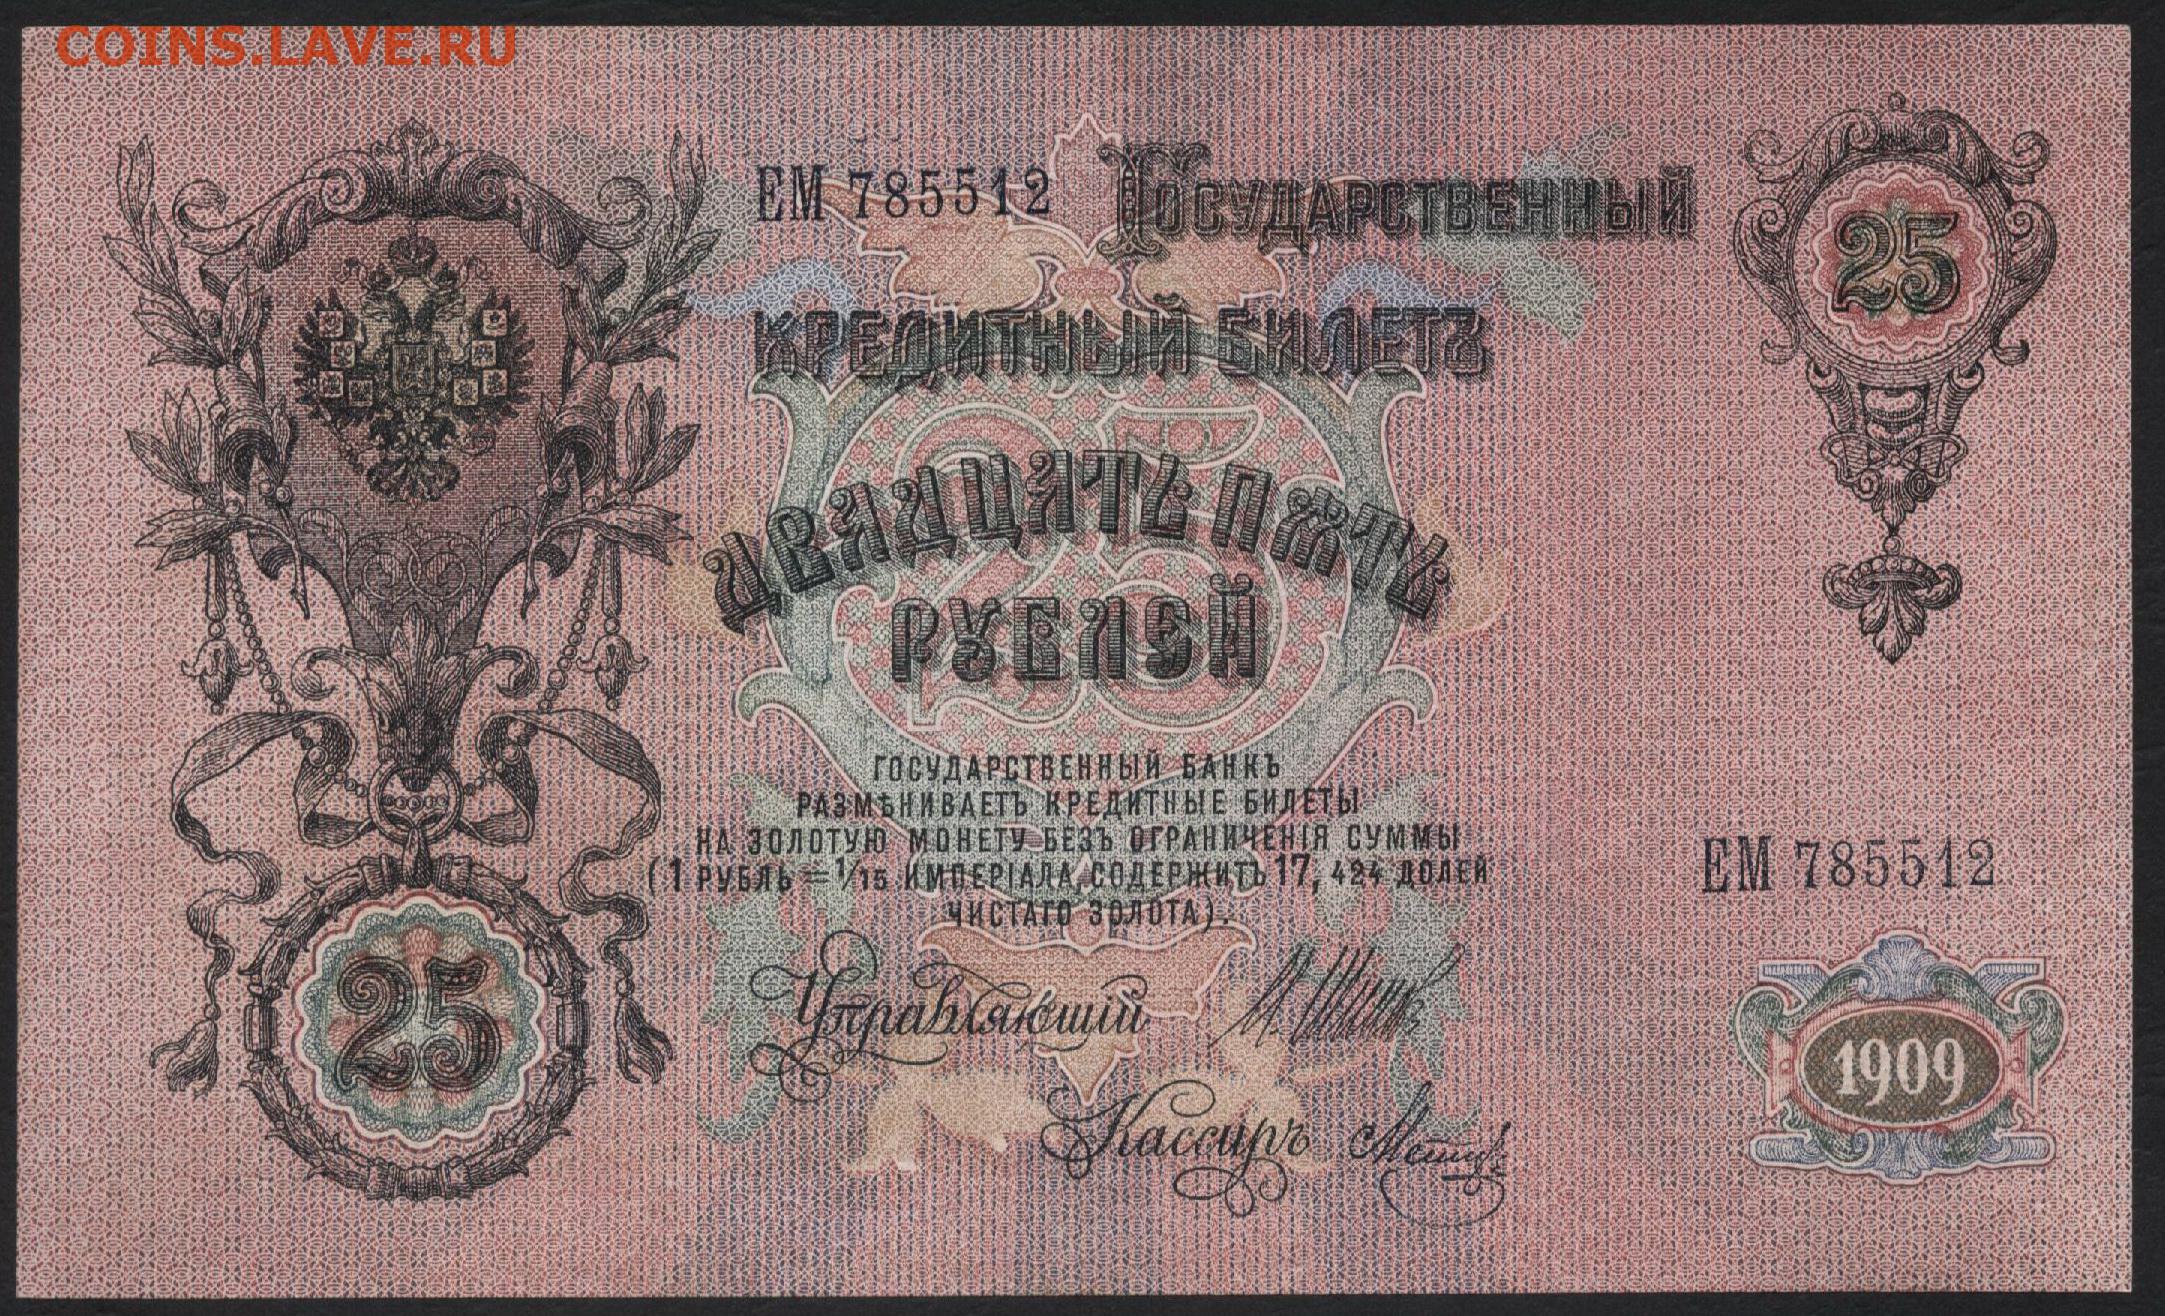 COINS.LAVE.RU
ЕМ 785512
Государственный
25
КРЕДИТНЫЙ БИЛЕТЪ
ДВАДЦАТЬ ПЯТЬ
РУБЛЕЙ
ГОСУДАРСТВЕННЫЙ БАНКЪ
РАЗМѢНИВАЕТЪ КРЕДИТНЫЕ БИЛЕТЫ
НА ЗОЛОТУЮ МОНЕТУ БЕЗЪ ОГРАНИЧЕНІЯ СУММЫ
(1 РУБЛЬ = 1/15 ИМПЕРІАЛА, СОДЕРЖИТЪ 17, 424 ДОЛЕЙ
ЧИСТАГО ЗОЛОТА).
ЕМ 785512
Управляющій
25
1909
Кассиръ